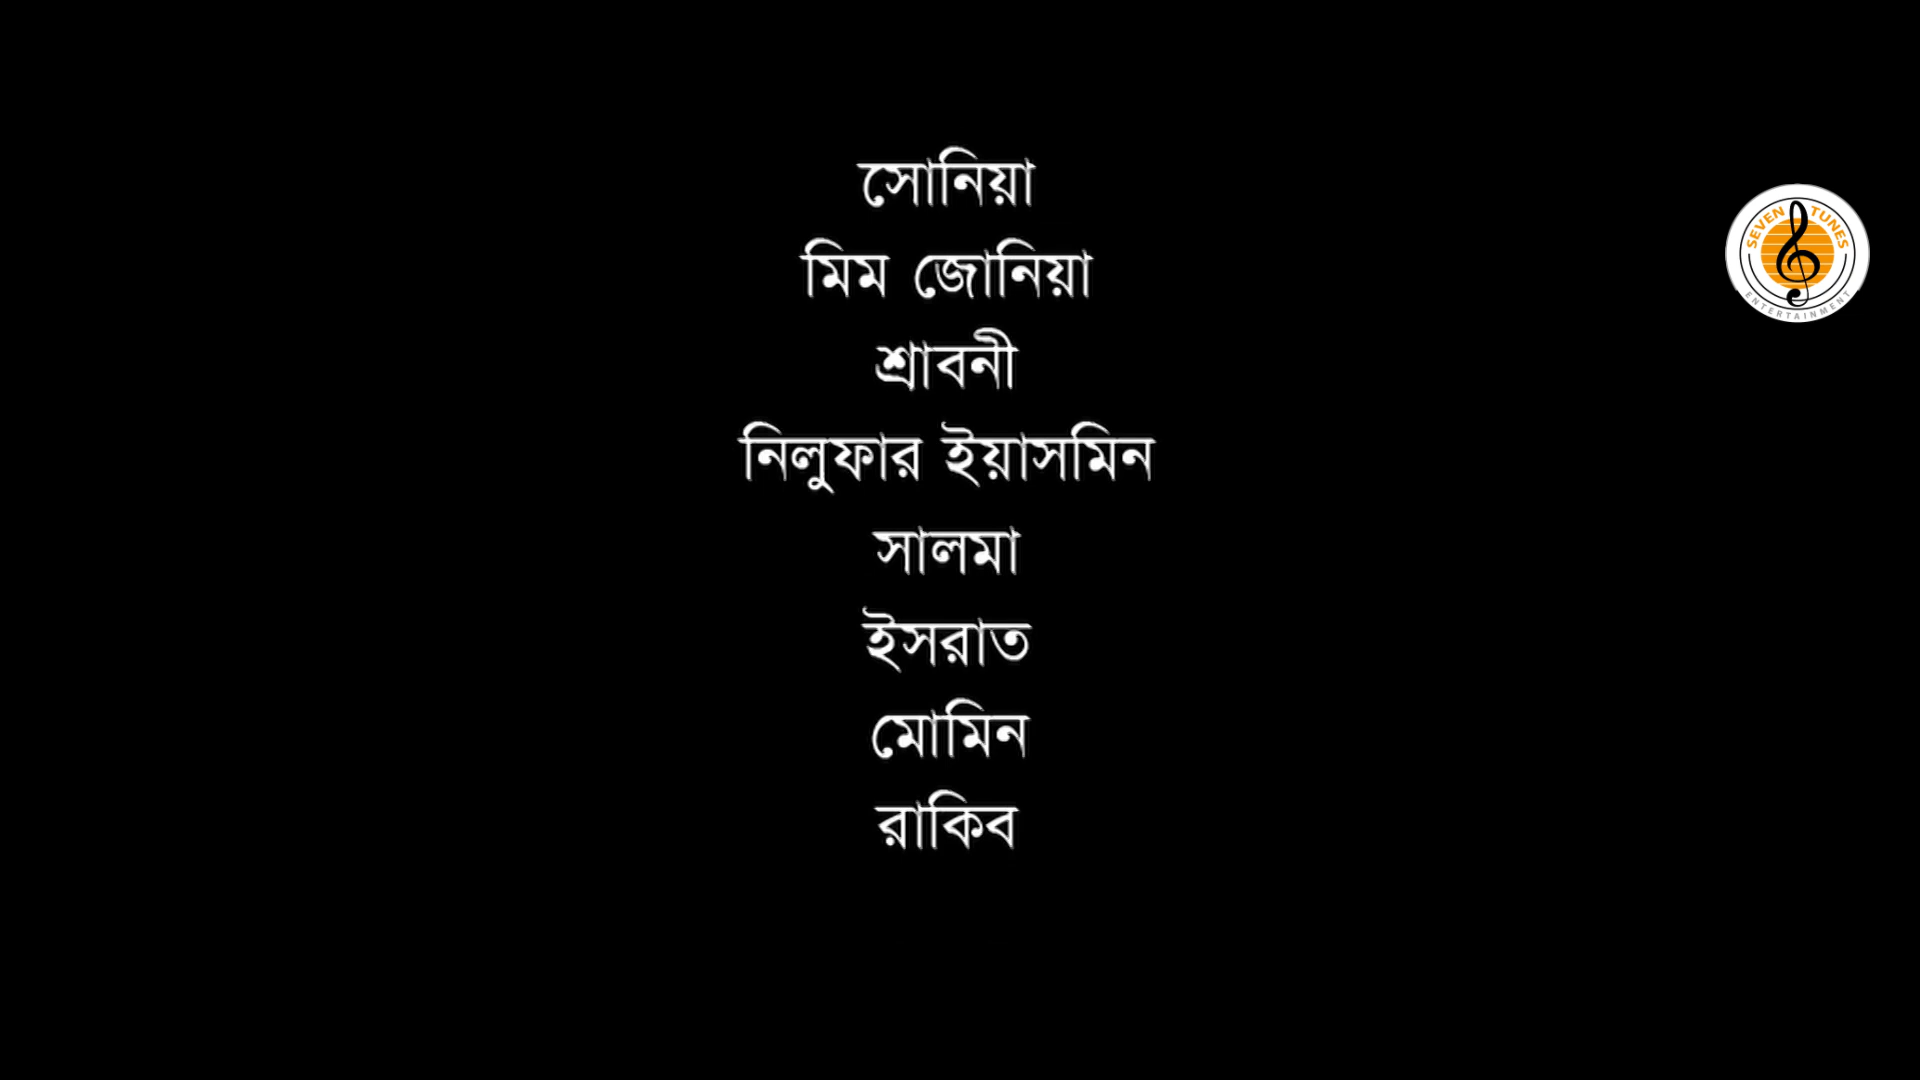 সোনিয়া
মিম জোনিয়া
শ্রাবনী
নিলুফার ইয়াসমিন
সালমা
ইসরাত
মোমিন
রাকিব
SEVEN TUNES
ENTERTAINMENT